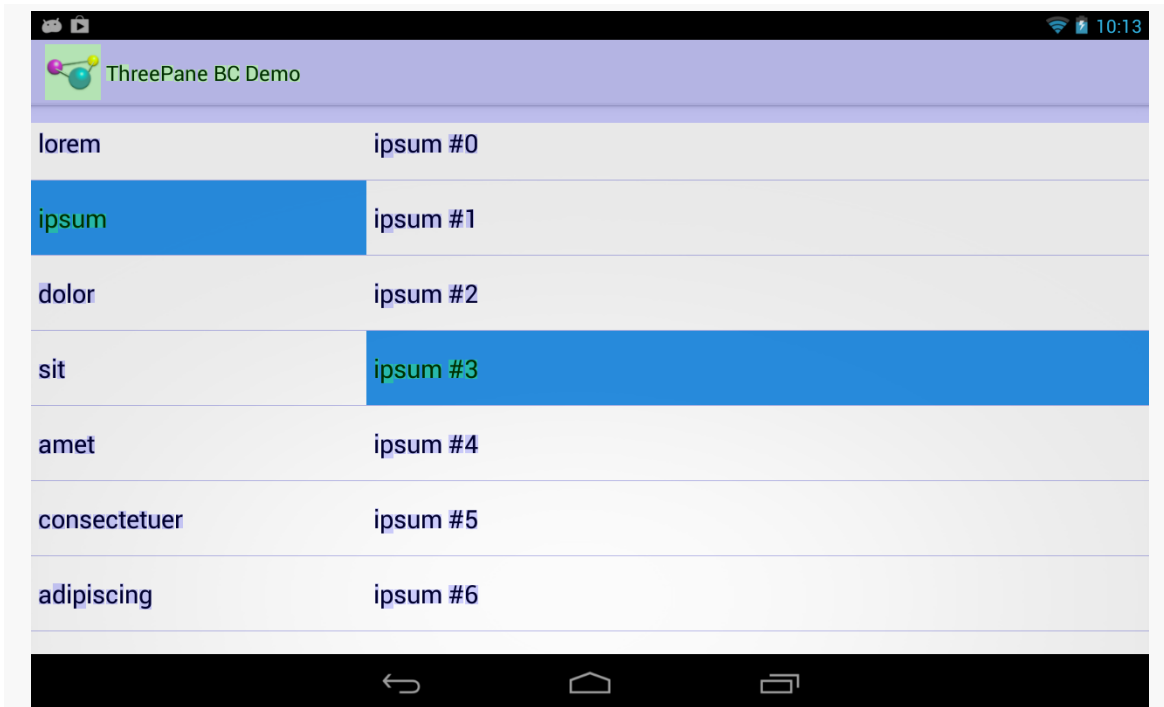 10:13
ThreePane BC Demo
lorem
ipsum
dolor
sit
amet
consectetuer
adipiscing
ipsum #0
ipsum #1
ipsum #2
ipsum #3
ipsum #4
ipsum #5
ipsum #6